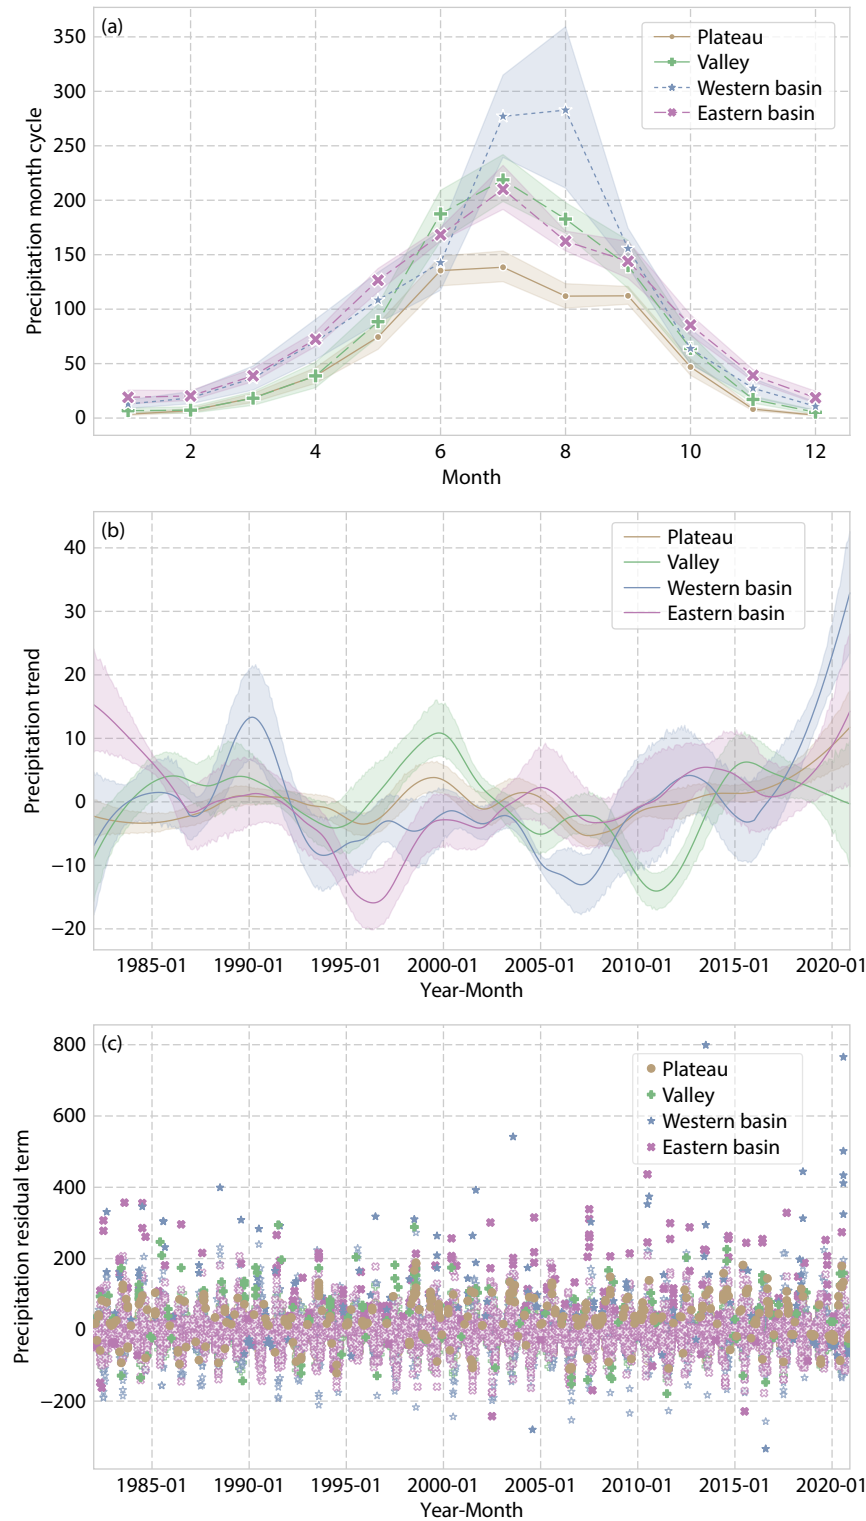 (a)
Precipitation month cycle
350
300
250
200
150
100
50
0
Plateau
Valley
Western basin
Eastern basin
2 4 6 8 10 12
Month
(b)
Precipitation trend
40
30
20
10
0
−10
−20
Plateau
Valley
Western basin
Eastern basin
1985-01 1990-01 1995-01 2000-01 2005-01 2010-01 2015-01 2020-01
Year-Month
(c)
Precipitation residual term
800
600
400
200
0
−200
Plateau
Valley
Western basin
Eastern basin
1985-01 1990-01 1995-01 2000-01 2005-01 2010-01 2015-01 2020-01
Year-Month